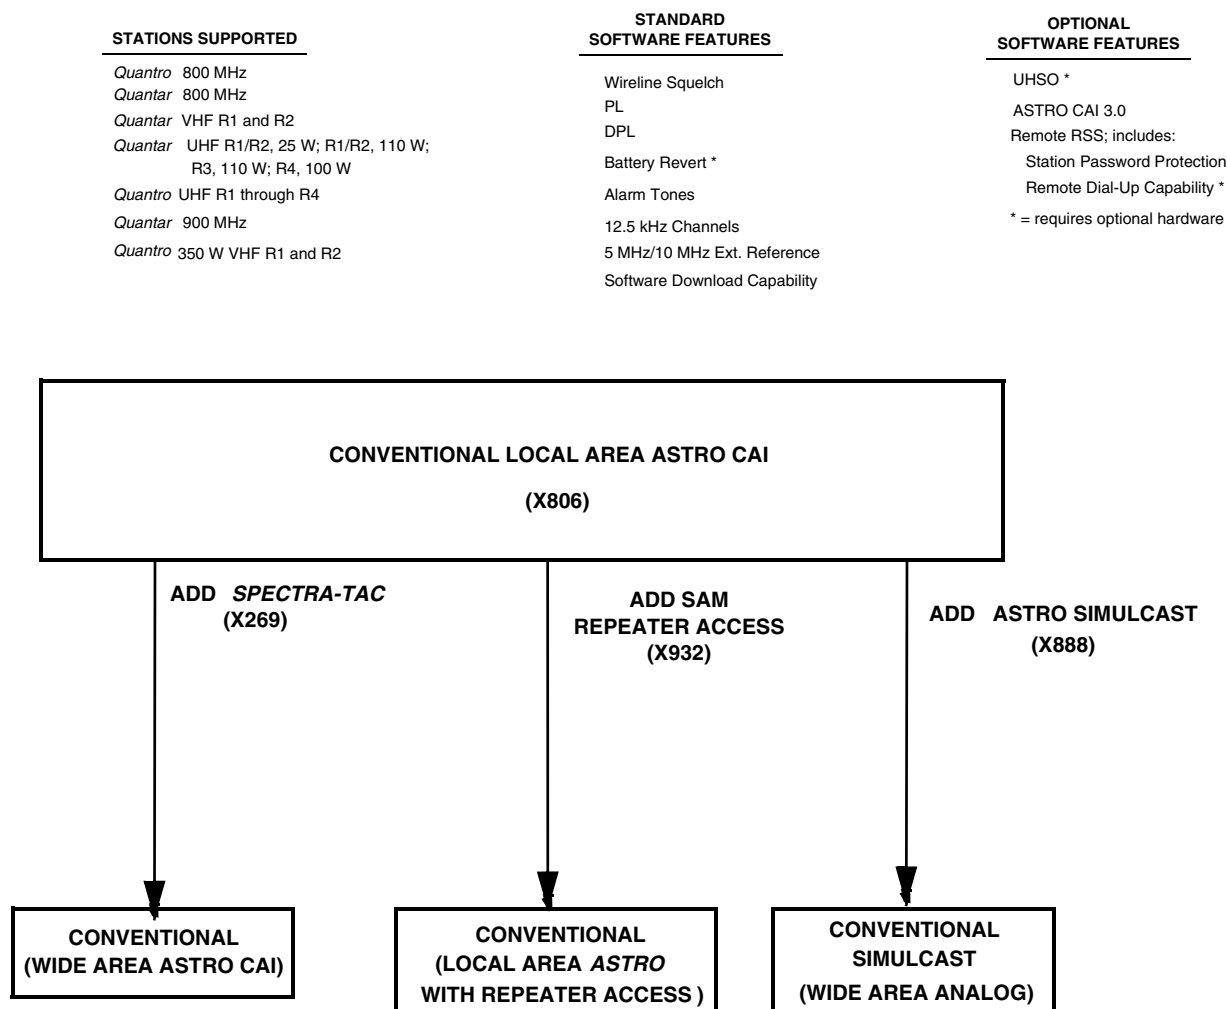 STATIONS SUPPORTED
Quantro 800 MHz
Quantar 800 MHz
Quantar VHF R1 and R2
Quantar UHF R1/R2, 25 W; R1/R2, 110 W;
R3, 110 W; R4, 100 W
Quantro UHF R1 through R4
Quantar 900 MHz
Quantro 350 W VHF R1 and R2
STANDARD
SOFTWARE FEATURES
Wireline Squelch
PL
DPL
Battery Revert *
Alarm Tones
12.5 kHz Channels
5 MHz/10 MHz Ext. Reference
Software Download Capability
OPTIONAL
SOFTWARE FEATURES
UHSO *
ASTRO CAI 3.0
Remote RSS; includes:
Station Password Protection
Remote Dial-Up Capability *
* = requires optional hardware
CONVENTIONAL LOCAL AREA ASTRO CAI
(X806)
ADD SPECTRA-TAC
(X269)
ADD SAM
REPEATER ACCESS
(X932)
ADD ASTRO SIMULCAST
(X888)
CONVENTIONAL
(WIDE AREA ASTRO CAI)
CONVENTIONAL
(LOCAL AREA ASTRO
WITH REPEATER ACCESS )
CONVENTIONAL
SIMULCAST
(WIDE AREA ANALOG)